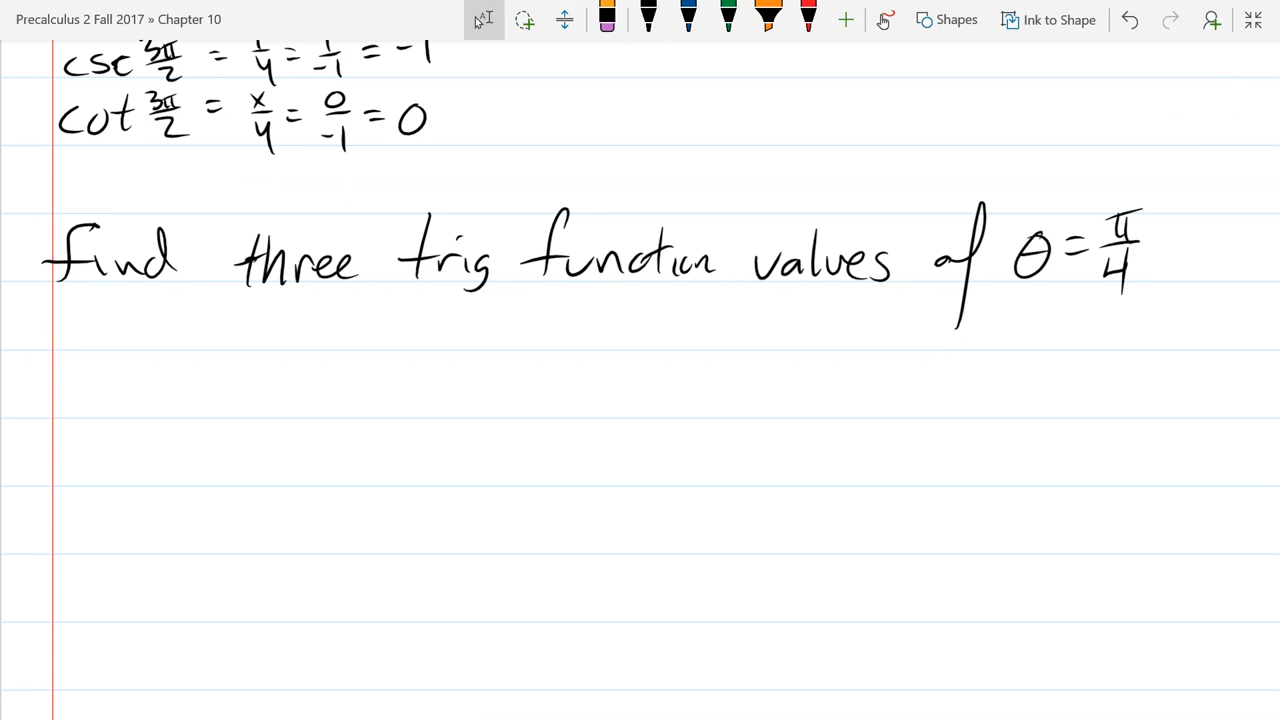 Precalculus 2 Fall 2017 » Chapter 10
Shapes
Ink to Shape
csc 3π/2 = 1/y = 1/-1 = -1
cot 3π/2 = x/y = 0/-1 = 0
find three trig function values of θ = π/4